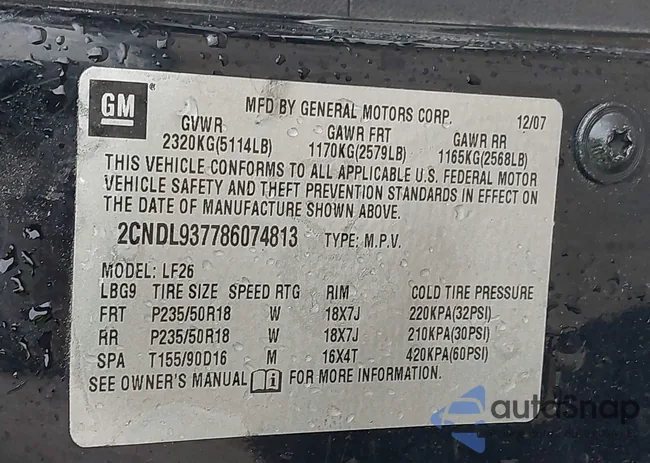 GM
MFD BY GENERAL MOTORS CORP. 12/07
GVWR GAWR FRT GAWR RR
2320KG(5114LB) 1170KG(2579LB) 1165KG(2568LB)
THIS VEHICLE CONFORMS TO ALL APPLICABLE U.S. FEDERAL MOTOR
VEHICLE SAFETY AND THEFT PREVENTION STANDARDS IN EFFECT ON
THE DATE OF MANUFACTURE SHOWN ABOVE.
2CNDL937786074813 TYPE: M.P.V.
MODEL: LF26
LBG9 TIRE SIZE SPEED RTG RIM COLD TIRE PRESSURE
FRT P235/50R18 W 18X7J 220KPA(32PSI)
RR P235/50R18 W 18X7J 210KPA(30PSI)
SPA T155/90D16 M 16X4T 420KPA(60PSI)
SEE OWNER'S MANUAL i FOR MORE INFORMATION.
autoSnap